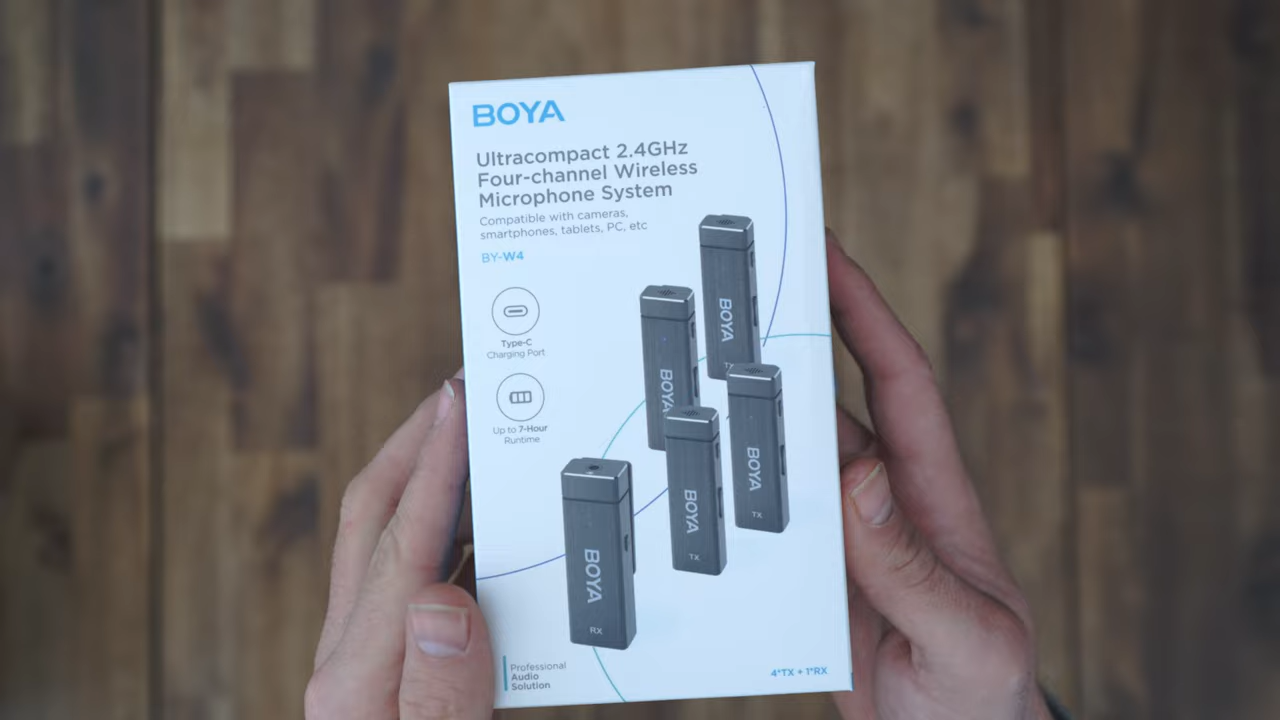 BOYA
Ultracompact 2.4GHz
Four-channel Wireless
Microphone System
Compatible with cameras,
smartphones, tablets, PC, etc
BY-W4
Type-C
Charging Port
Up to 7-Hour
Runtime
BOYA
BOYA
BOYA
TX
BOYA
TX
BOYA
RX
Professional
Audio
Solution
4*TX + 1*RX